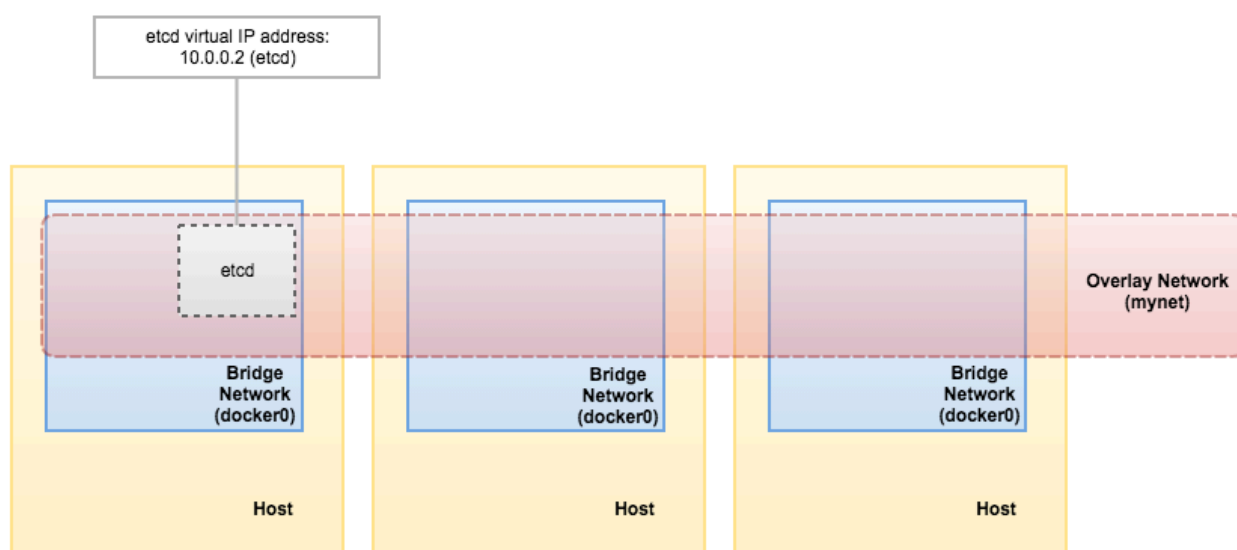 etcd virtual IP address:
10.0.0.2 (etcd)
etcd
Overlay Network
(mynet)
Bridge
Network
(docker0)
Bridge
Network
(docker0)
Bridge
Network
(docker0)
Host
Host
Host